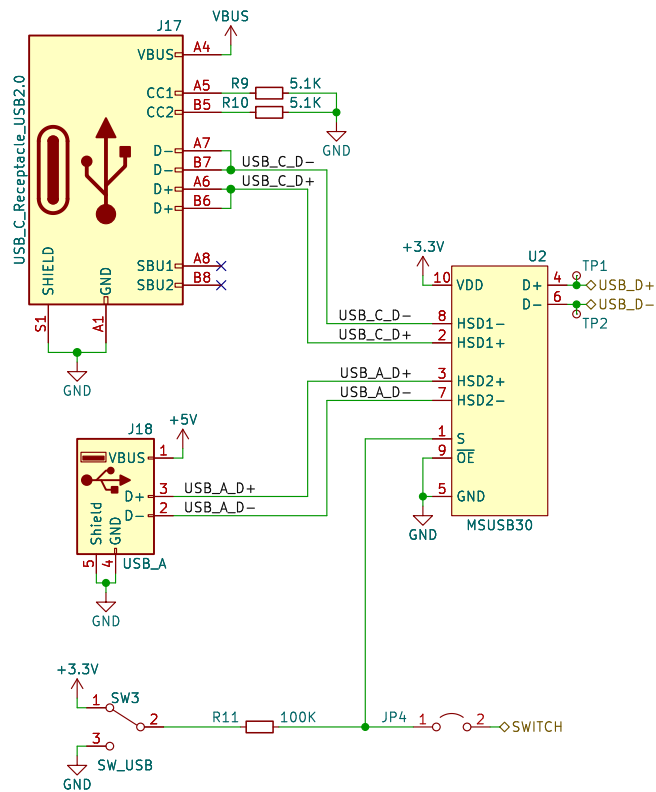 VBUS
J17
VBUS
A4
CC1
A5
R9
5.1K
CC2
B5
R10
5.1K
GND
D-
A7
D-
B7
USB_C_D-
D+
A6
USB_C_D+
D+
B6
SBU1
A8
SBU2
B8
USB_C_Receptacle_USB2.0
SHIELD
GND
S1
A1
GND
+3.3V
U2
10
VDD
D+
4
TP1
USB_D+
D-
6
USB_D-
TP2
USB_C_D-
8
HSD1-
USB_C_D+
2
HSD1+
USB_A_D+
3
HSD2+
USB_A_D-
7
HSD2-
1
S
9
OE
5
GND
MSUSB30
GND
J18
+5V
VBUS
1
D+
3
USB_A_D+
D-
2
USB_A_D-
Shield
GND
5
4
USB_A
GND
+3.3V
1
SW3
2
3
SW_USB
GND
R11
100K
JP4
1
2
SWITCH